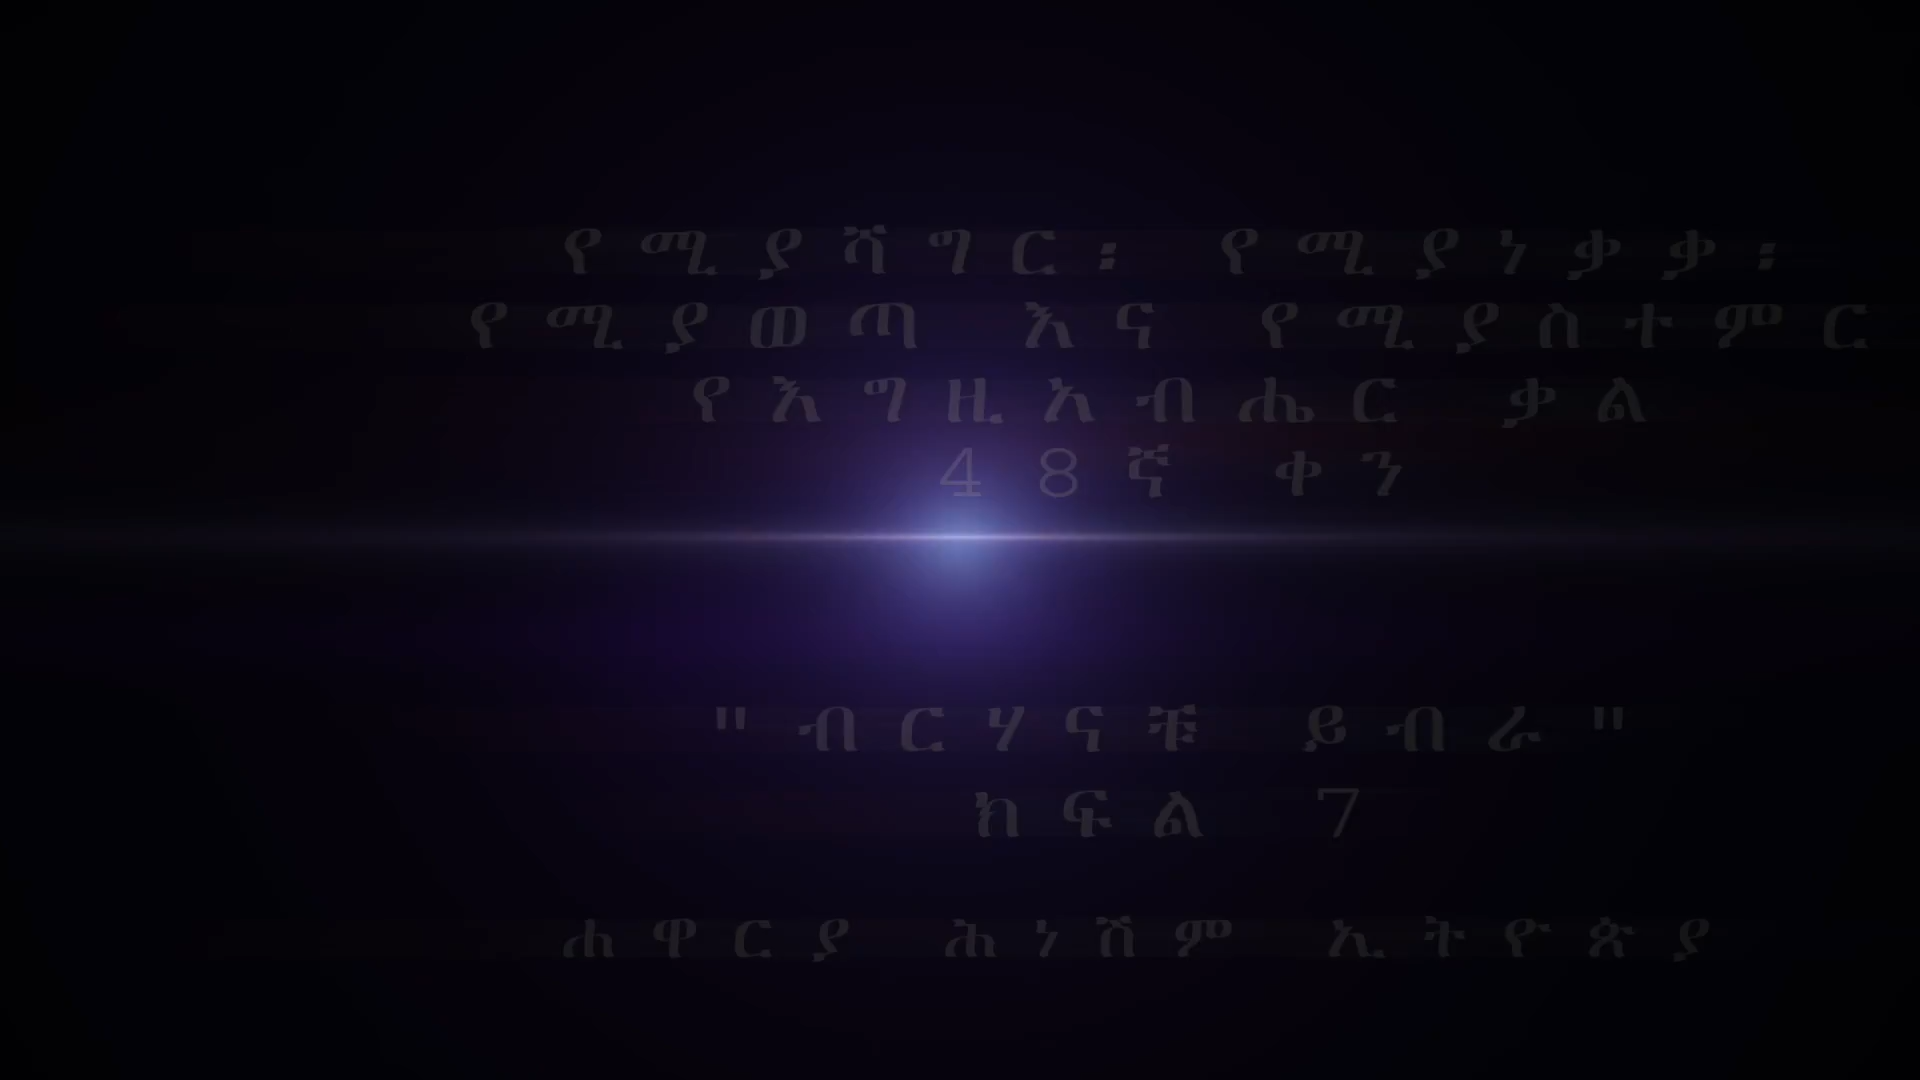 የሚያሻግር፡ የሚያነቃቃ፡
የሚያወጣ እና የሚያስተምር
የእግዚአብሔር ቃል
48ኛ ቀን
"ብርሃናቹ ይብራ"
ክፍል 7
ሐዋርያ ሕነሽም ኢትዮጵያ